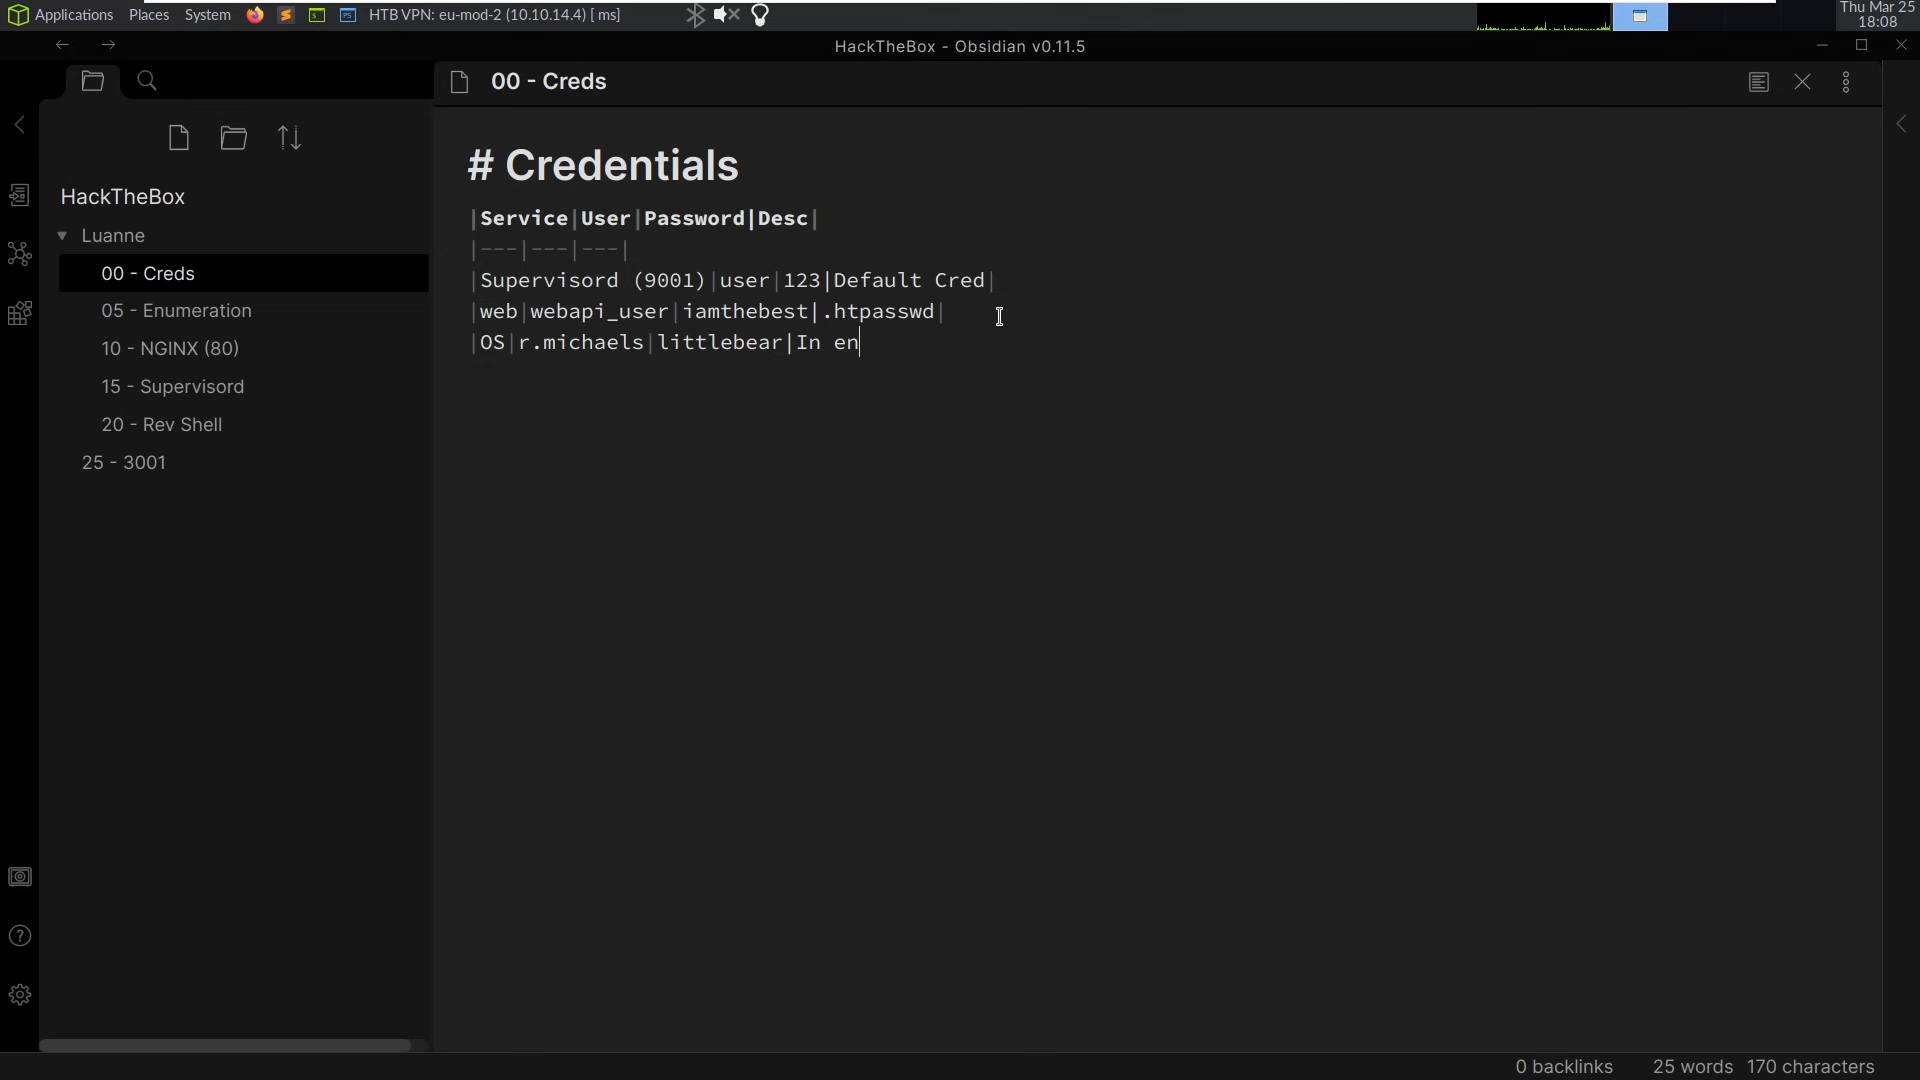 Applications Places System HTB VPN: eu-mod-2 (10.10.14.4) [ ms] Thu Mar 25
18:08
HackTheBox - Obsidian v0.11.5
00 - Creds
HackTheBox
Luanne
00 - Creds
05 - Enumeration
10 - NGINX (80)
15 - Supervisord
20 - Rev Shell
25 - 3001
# Credentials
|Service|User|Password|Desc|
|---|---|---|
|Supervisord (9001)|user|123|Default Cred|
|web|webapi_user|iamthebest|.htpasswd|
|OS|r.michaels|littlebear|In en
0 backlinks 25 words 170 characters